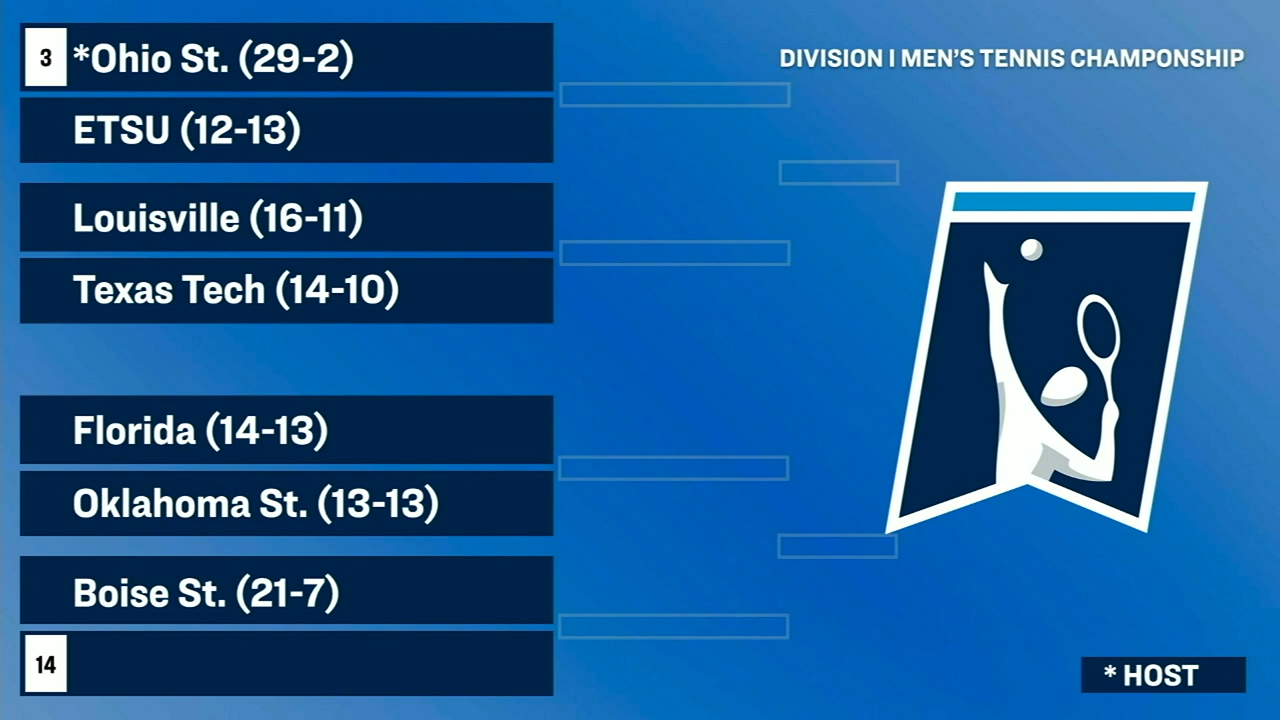 3 *Ohio St. (29-2)
DIVISION I MEN'S TENNIS CHAMPONSHIP
ETSU (12-13)
Louisville (16-11)
Texas Tech (14-10)
Florida (14-13)
Oklahoma St. (13-13)
Boise St. (21-7)
14
* HOST